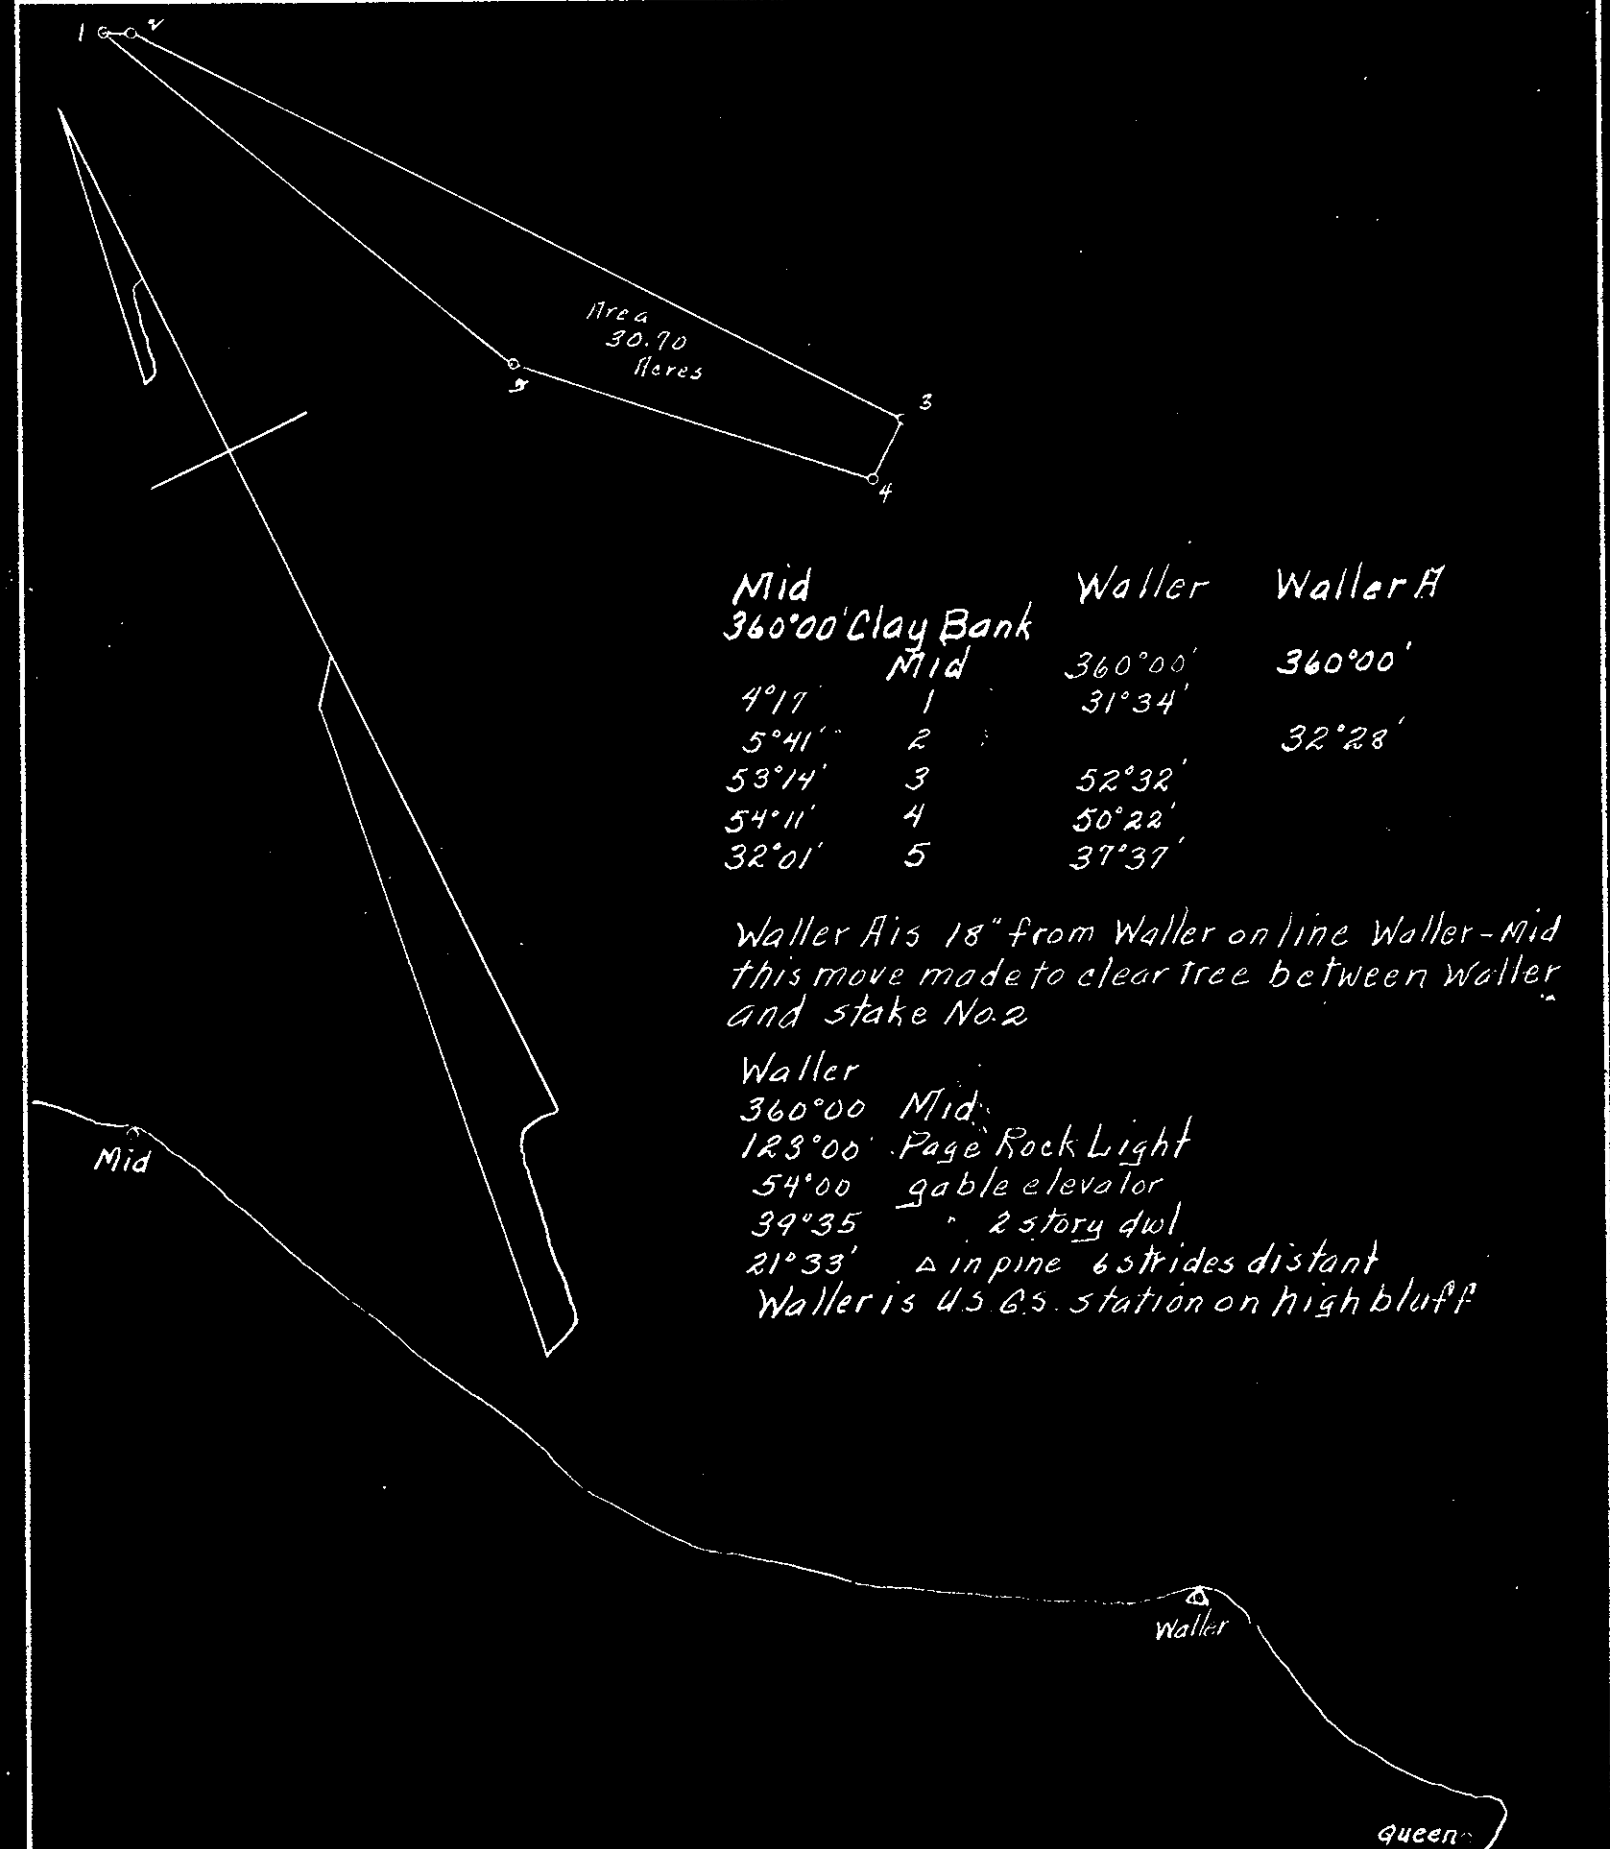 1 2
Area
30.70
Acres
5
3
4
Mid Waller Waller A
360°00' Clay Bank
Mid 360°00' 360°00'
4°17' 1 31°34'
5°41' 2 32°28'
53°14' 3 52°32'
54°11' 4 50°22'
32°01' 5 37°37'
Waller A is 18" from Waller on line Waller-Mid
this move made to clear tree between Waller
and stake No. 2
Waller
360°00 Mid
123°00' Page Rock Light
54°00 gable elevator
39°35 " 2 story dwl
21°33' △ in pine 6 strides distant
Waller is U.S.G.S. station on high bluff
Mid
Waller
Queen